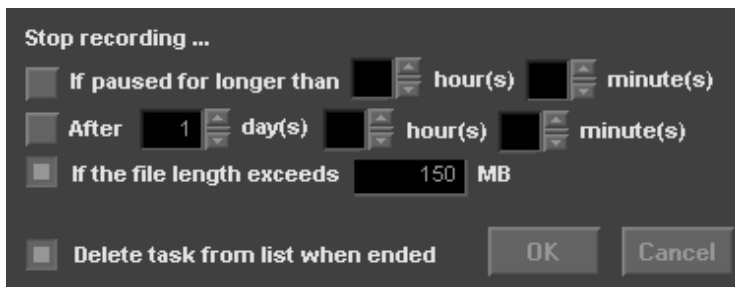 Stop recording ...
If paused for longer than hour(s) minute(s)
After 1 day(s) hour(s) minute(s)
If the file length exceeds 150 MB
Delete task from list when ended OK Cancel